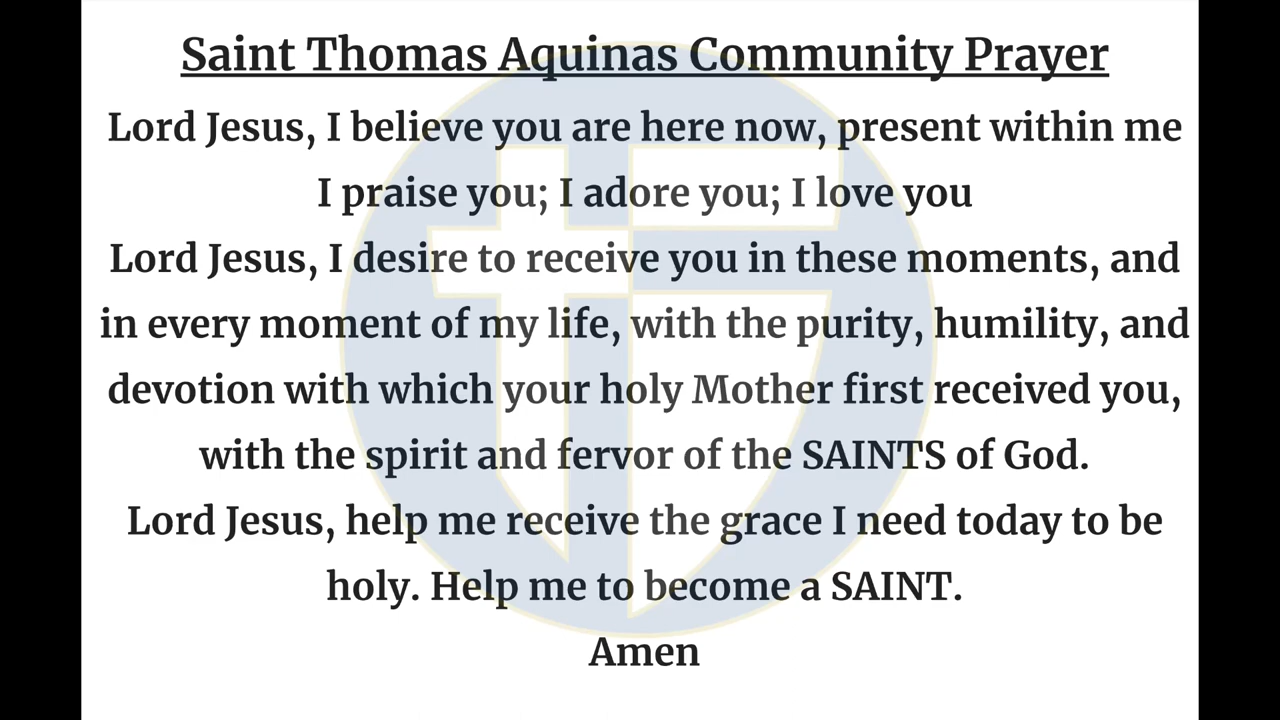 Saint Thomas Aquinas Community Prayer
Lord Jesus, I believe you are here now, present within me
I praise you; I adore you; I love you
Lord Jesus, I desire to receive you in these moments, and
in every moment of my life, with the purity, humility, and
devotion with which your holy Mother first received you,
with the spirit and fervor of the SAINTS of God.
Lord Jesus, help me receive the grace I need today to be
holy. Help me to become a SAINT.
Amen